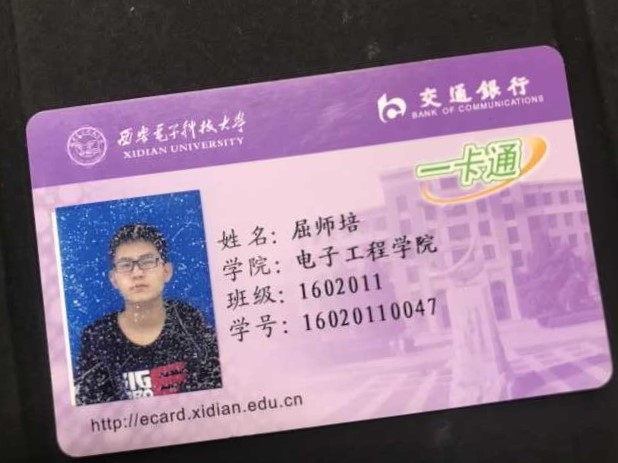 西安电子科技大学
XIDIAN UNIVERSITY
交通銀行
BANK OF COMMUNICATIONS
一卡通
姓名: 屈师培
学院: 电子工程学院
班级: 1602011
学号: 16020110047
http://ecard.xidian.edu.cn